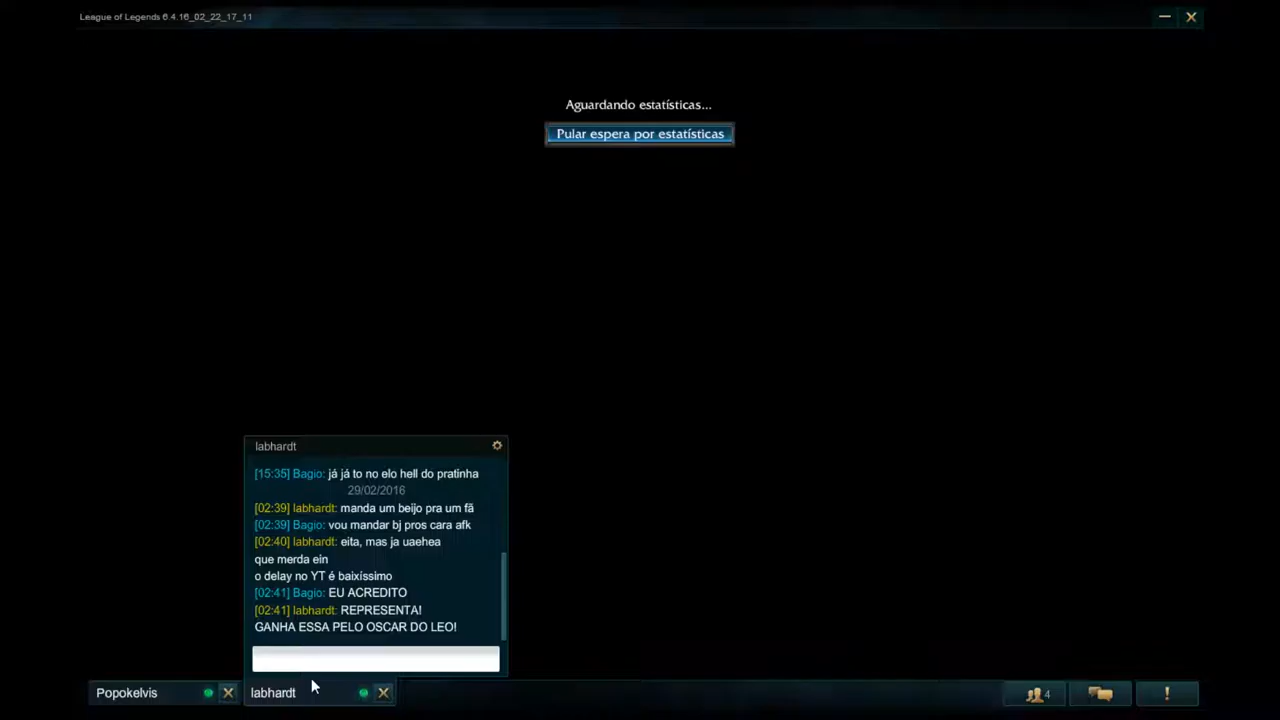 League of Legends 6.4.16_02_22_17_11
Aguardando estatísticas...
Pular espera por estatísticas
labhardt
[15:35] Bagio: já já to no elo hell do pratinha
29/02/2016
[02:39] labhardt: manda um beijo pra um fã
[02:39] Bagio: vou mandar bj pros cara afk
[02:40] labhardt: eita, mas ja uaehea
que merda ein
o delay no YT é baixíssimo
[02:41] Bagio: EU ACREDITO
[02:41] labhardt: REPRESENTA!
GANHA ESSA PELO OSCAR DO LEO!
Popokelvis
labhardt
4